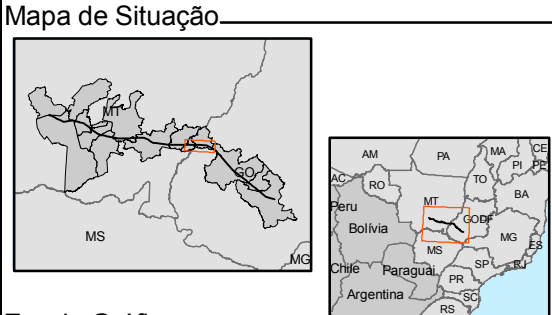 Mapa de Situação
MT
GO
MS
MG
AM PA MA CE
AC RO TO PI PE
Peru MT BA
Bolívia GO DF
MS MG ES
Chile Paraguai SP RJ
PR
Argentina SC
RS